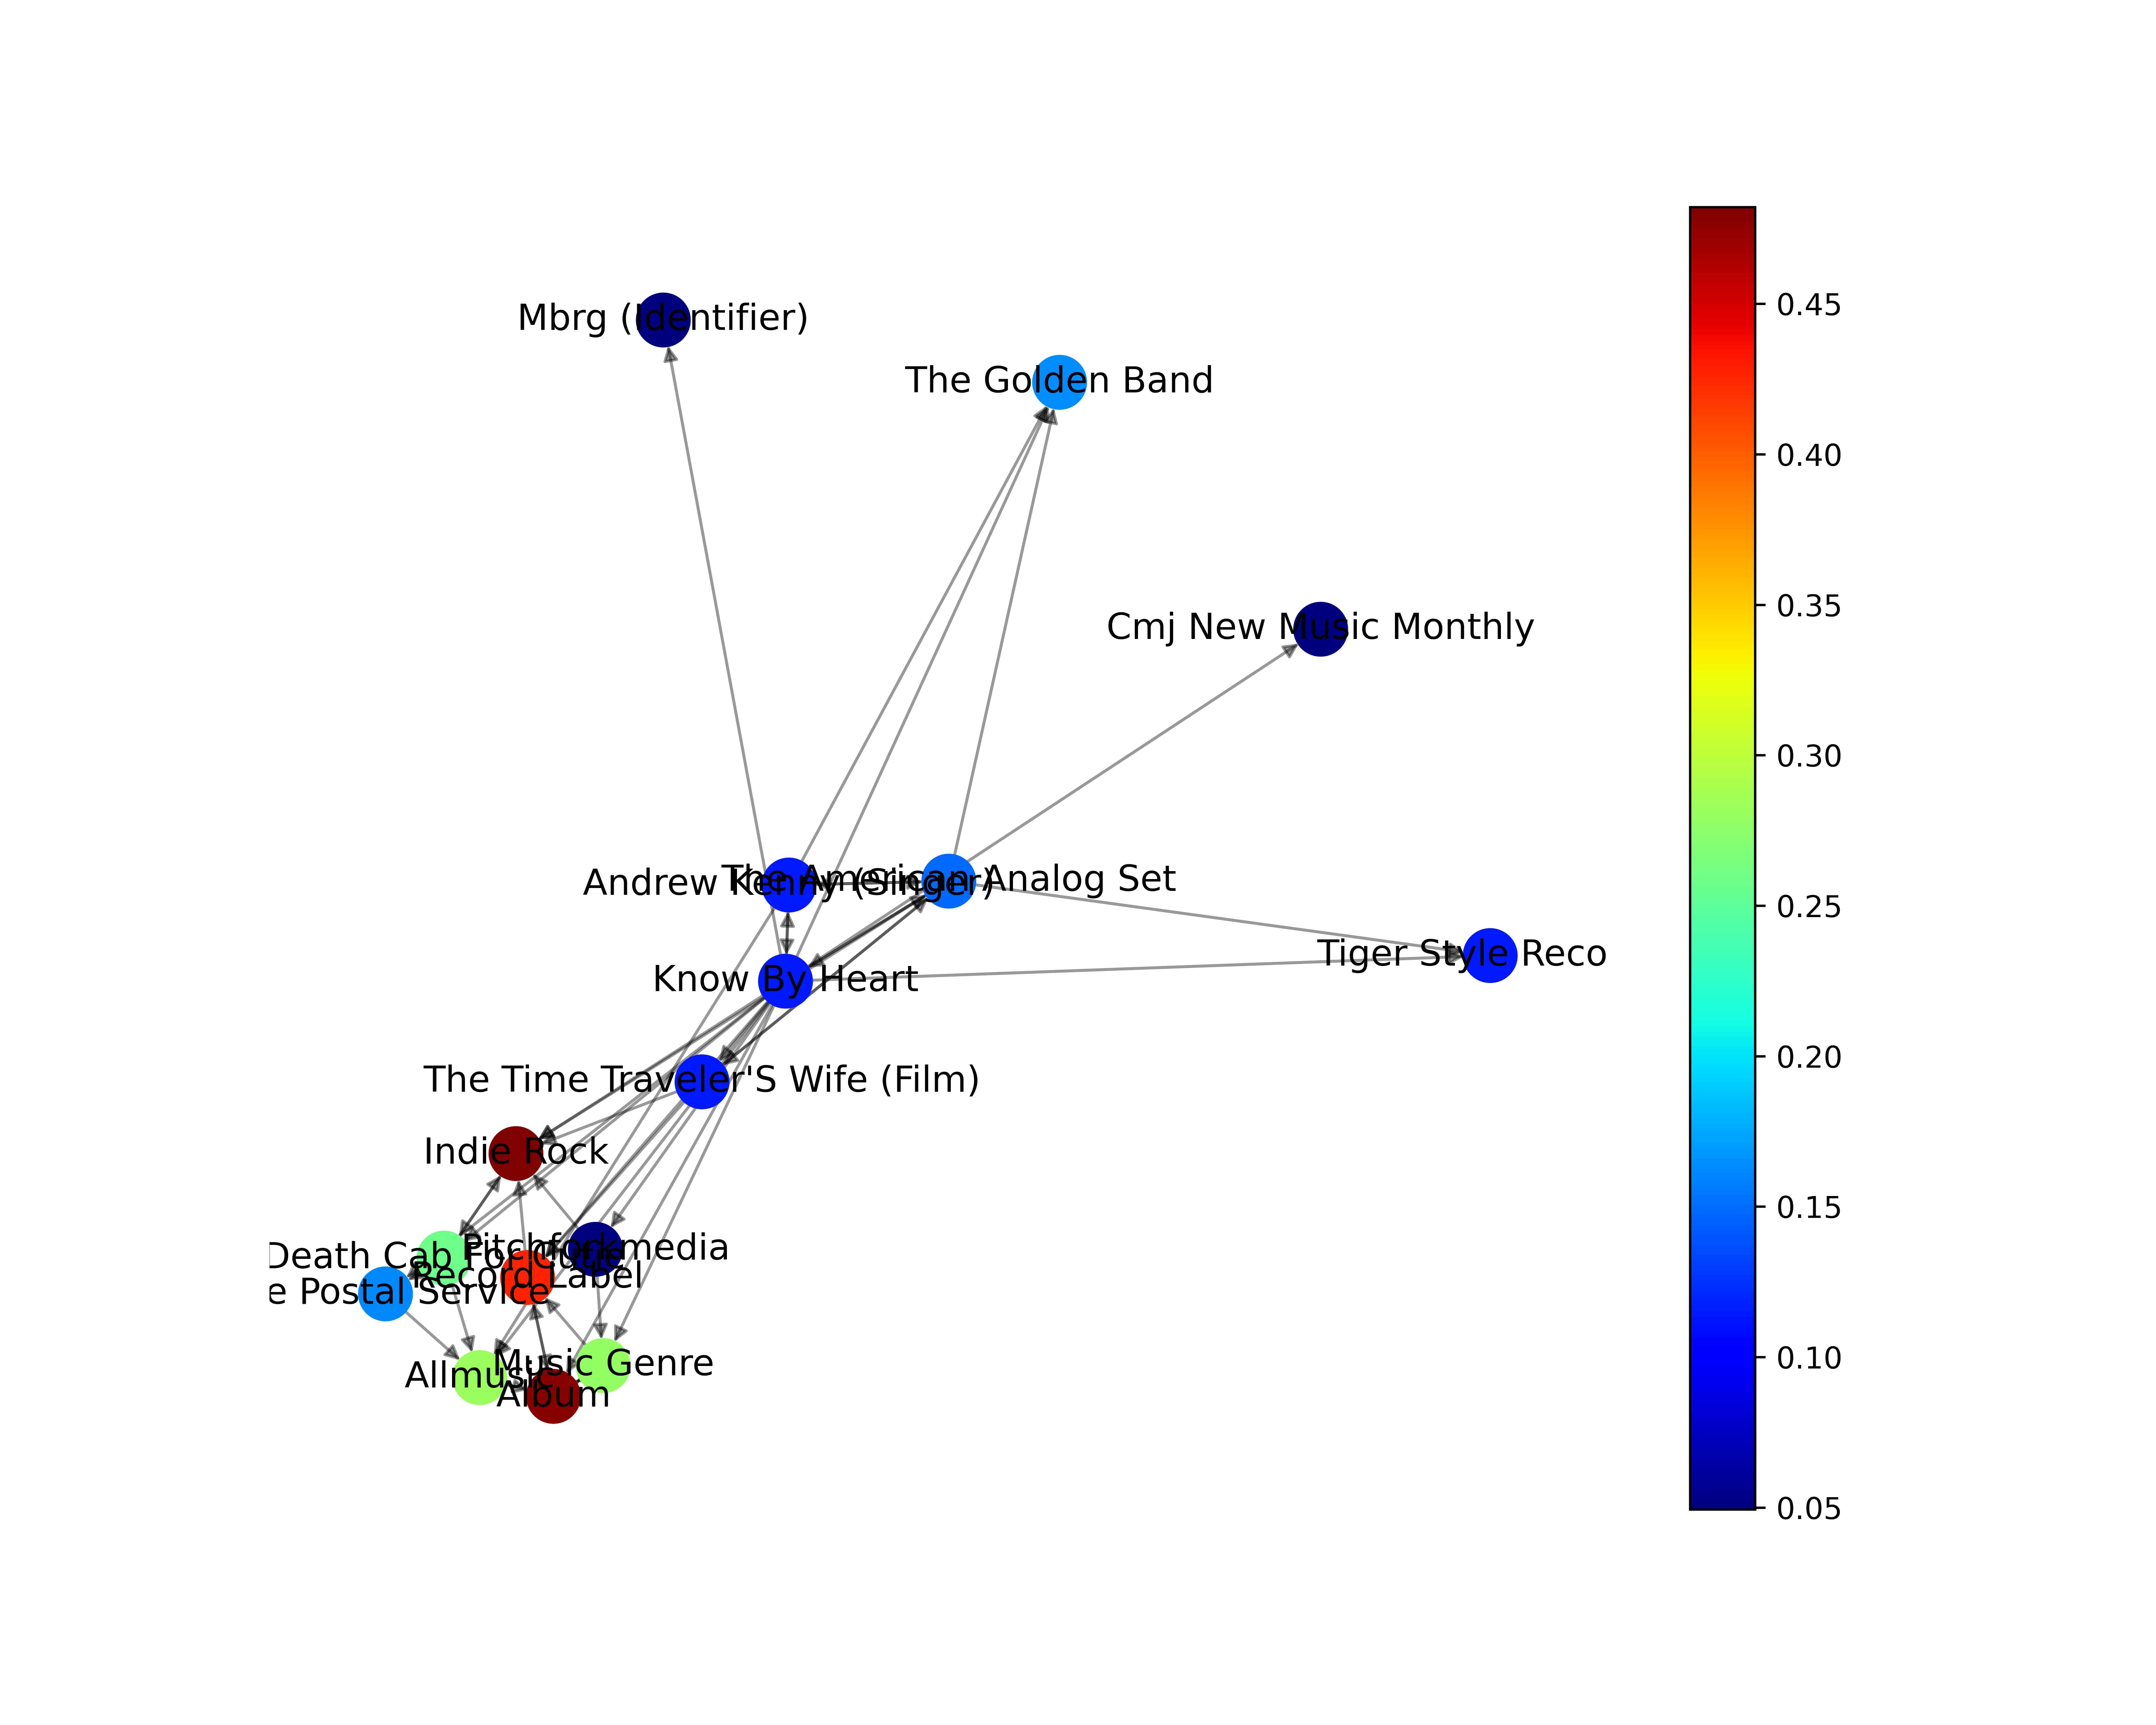 Mbrg (Identifier)
The Golden Band
Cmj New Music Monthly
Andrew Kenny (Singer)
The American Analog Set
Tiger Style Reco
Know By Heart
The Time Traveler'S Wife (Film)
Indie Rock
Pitchforkmedia
Death Cab For Cutie
Record Label
e Postal Service
Music Genre
Allmusic
Album
0.45
0.40
0.35
0.30
0.25
0.20
0.15
0.10
0.05